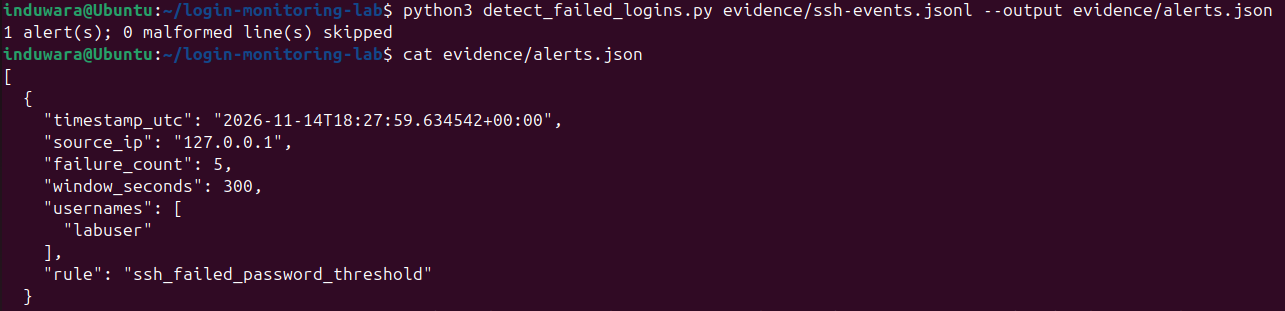 induwara@Ubuntu:~/login-monitoring-lab$ python3 detect_failed_logins.py evidence/ssh-events.jsonl --output evidence/alerts.json
1 alert(s); 0 malformed line(s) skipped
induwara@Ubuntu:~/login-monitoring-lab$ cat evidence/alerts.json
[
  {
    "timestamp_utc": "2026-11-14T18:27:59.634542+00:00",
    "source_ip": "127.0.0.1",
    "failure_count": 5,
    "window_seconds": 300,
    "usernames": [
      "labuser"
    ],
    "rule": "ssh_failed_password_threshold"
  }